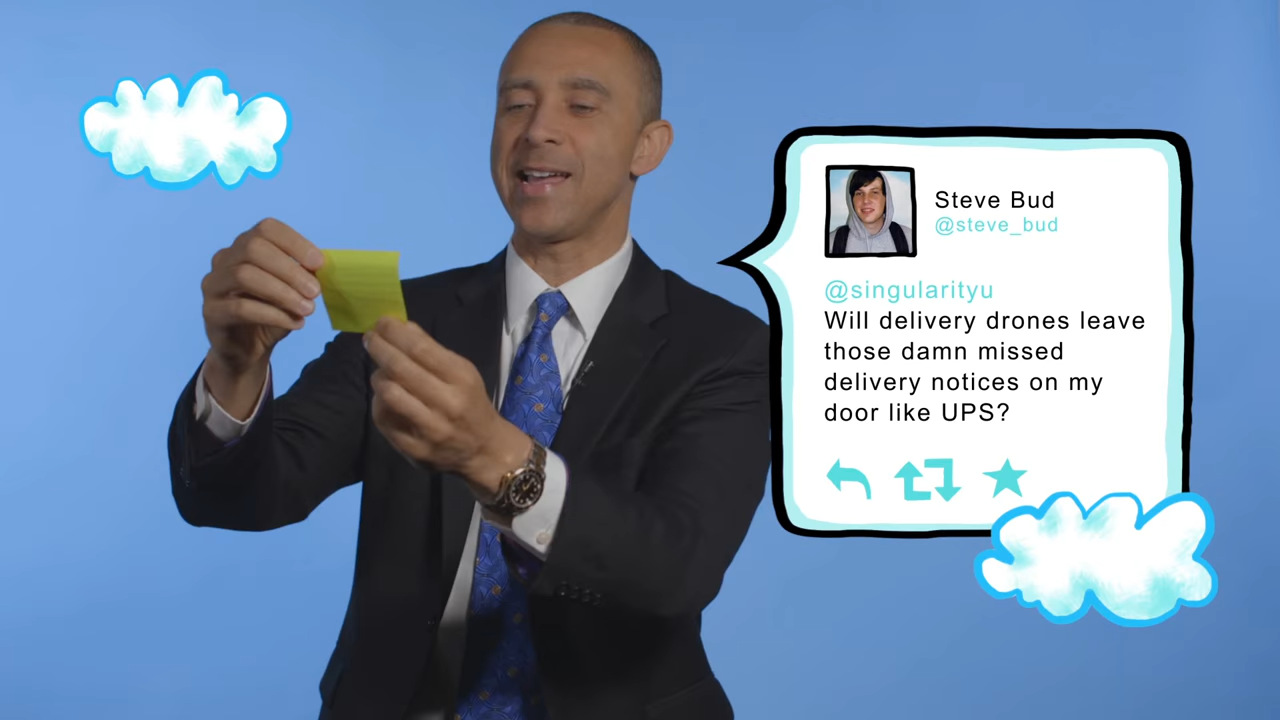 Steve Bud
@steve_bud
@singularityu
Will delivery drones leave
those damn missed
delivery notices on my
door like UPS?